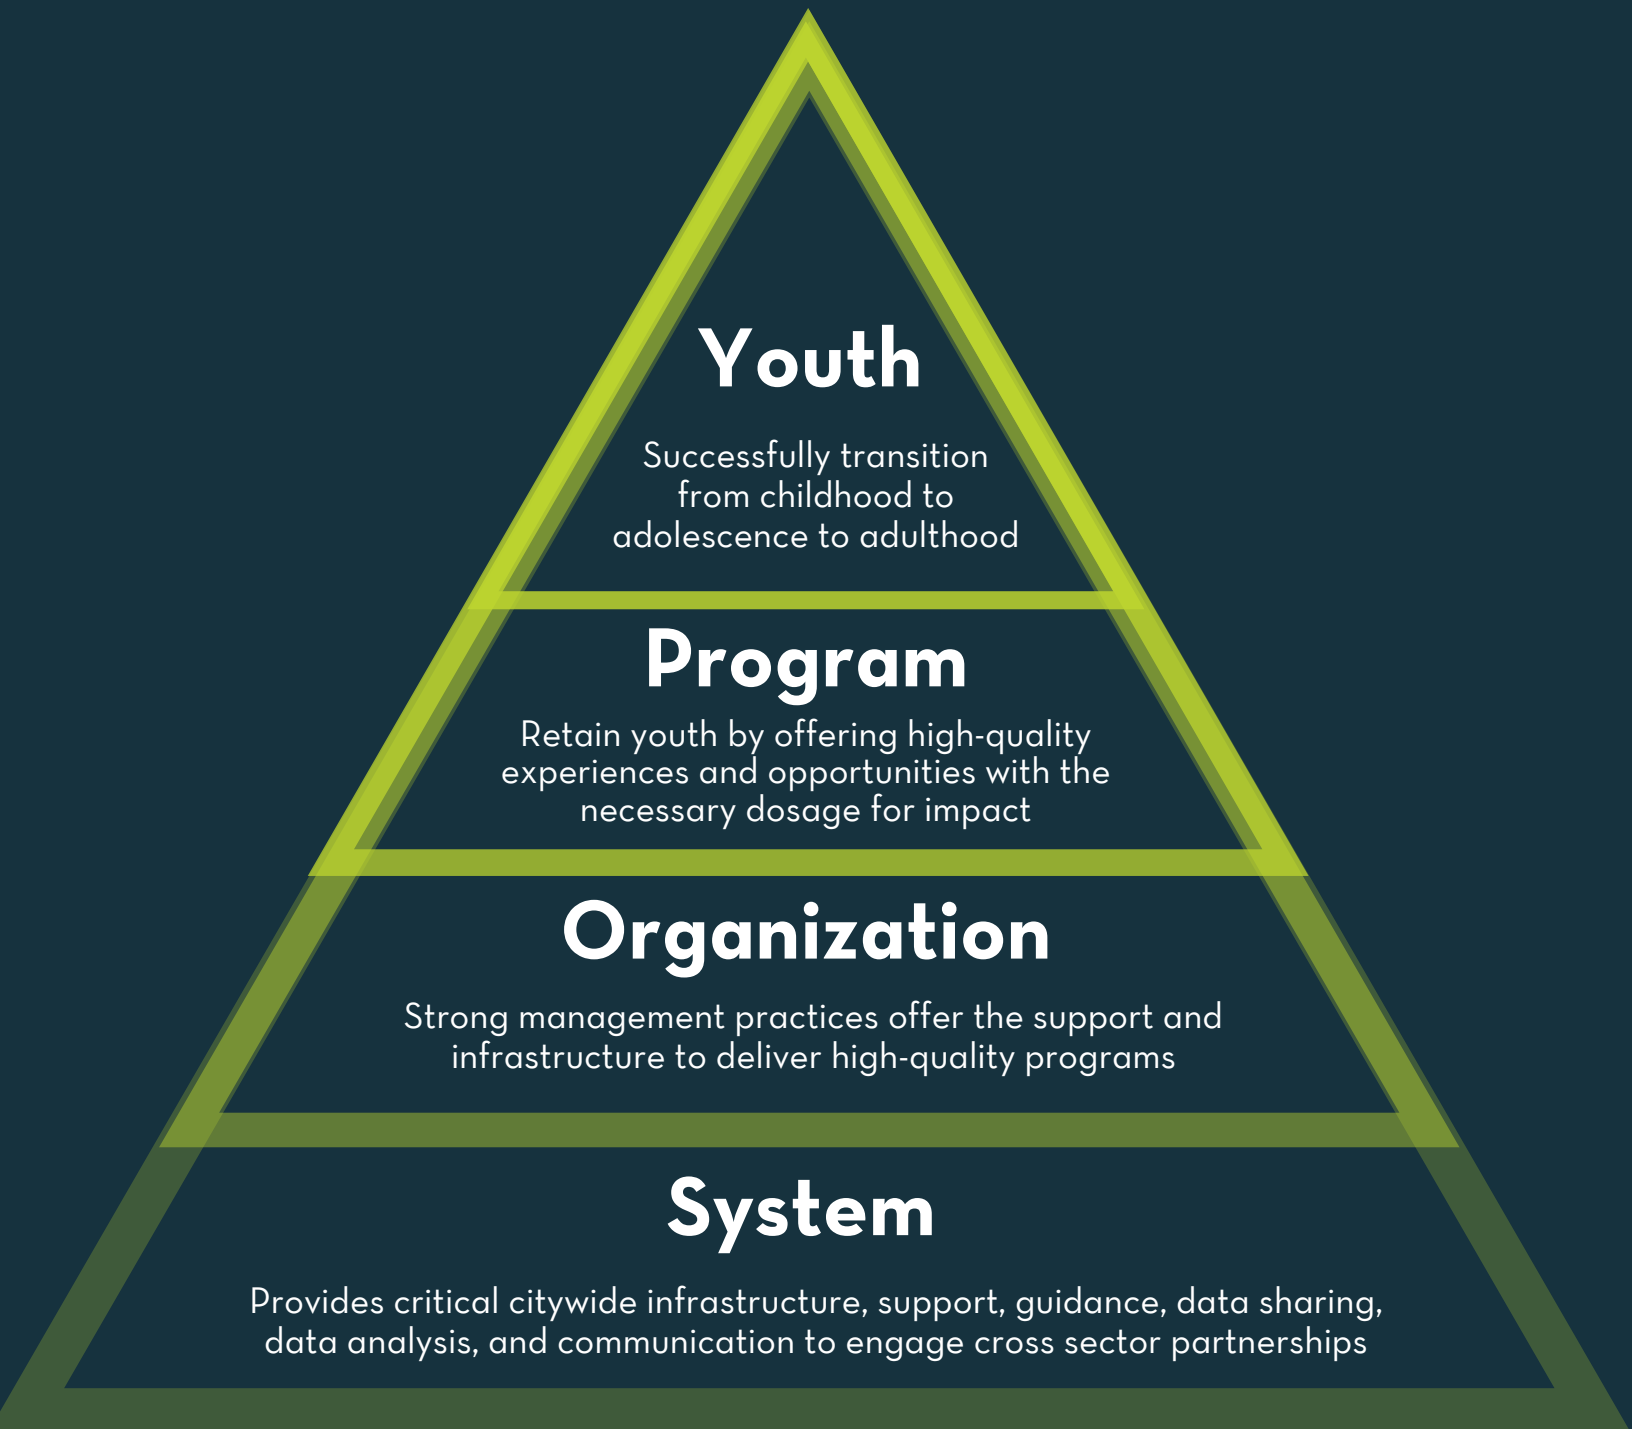 Youth
Successfully transition
from childhood to
adolescence to adulthood
Program
Retain youth by offering high-quality
experiences and opportunities with the
necessary dosage for impact
Organization
Strong management practices offer the support and
infrastructure to deliver high-quality programs
System
Provides critical citywide infrastructure, support, guidance, data sharing,
data analysis, and communication to engage cross sector partnerships